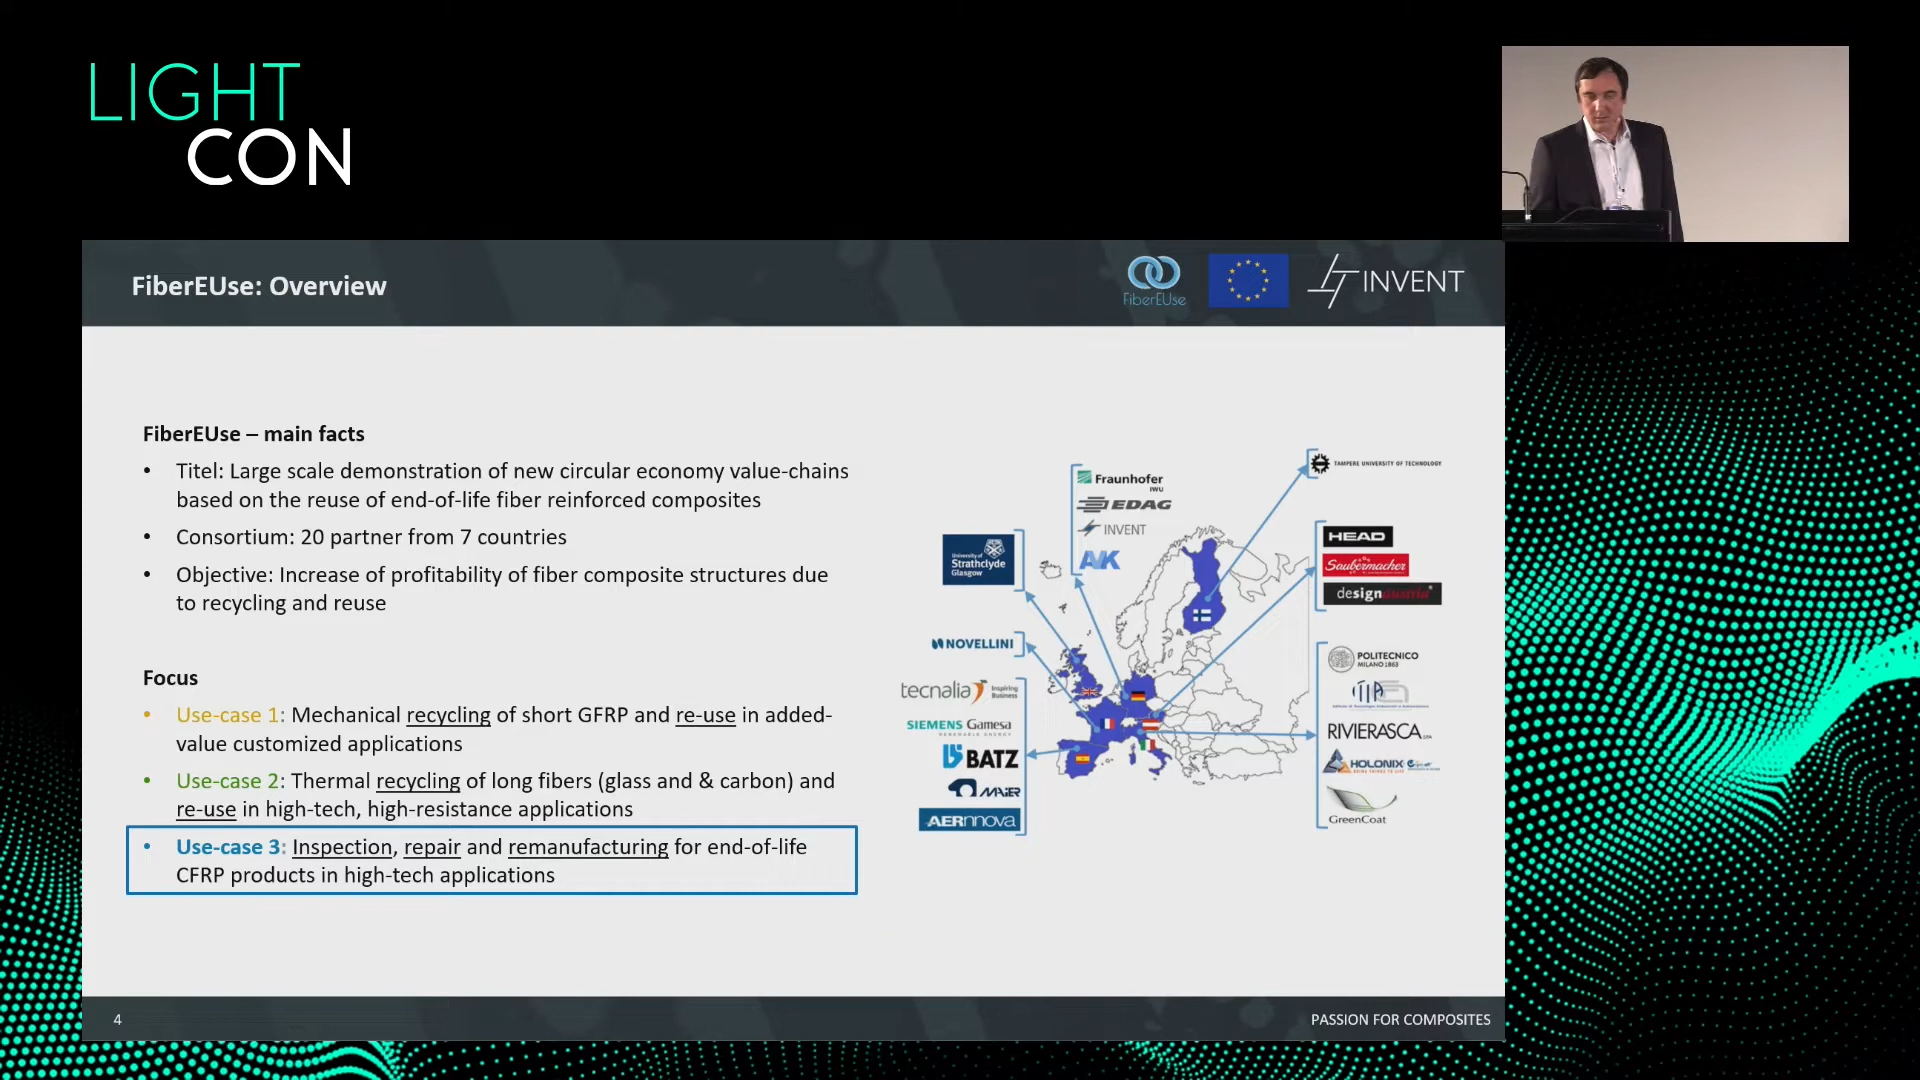 LIGHT
CON
FiberEUse: Overview
FiberEUse
INVENT
FiberEUse – main facts
• Titel: Large scale demonstration of new circular economy value-chains
based on the reuse of end-of-life fiber reinforced composites
• Consortium: 20 partner from 7 countries
• Objective: Increase of profitability of fiber composite structures due
to recycling and reuse
Focus
• Use-case 1: Mechanical recycling of short GFRP and re-use in added-
value customized applications
• Use-case 2: Thermal recycling of long fibers (glass and & carbon) and
re-use in high-tech, high-resistance applications
• Use-case 3: Inspection, repair and remanufacturing for end-of-life
CFRP products in high-tech applications
Fraunhofer
IWU
EDAG
INVENT
AVK
University of
Strathclyde
Glasgow
NOVELLINI
tecnalia Inspiring
Business
SIEMENS Gamesa
RENEWABLE ENERGY
BATZ
MAIER
AERnnova
TAMPERE UNIVERSITY OF TECHNOLOGY
HEAD
Saubermacher
designaustria
POLITECNICO
MILANO 1863
RIVIERASCA
HOLONIX
GreenCoat
4
PASSION FOR COMPOSITES